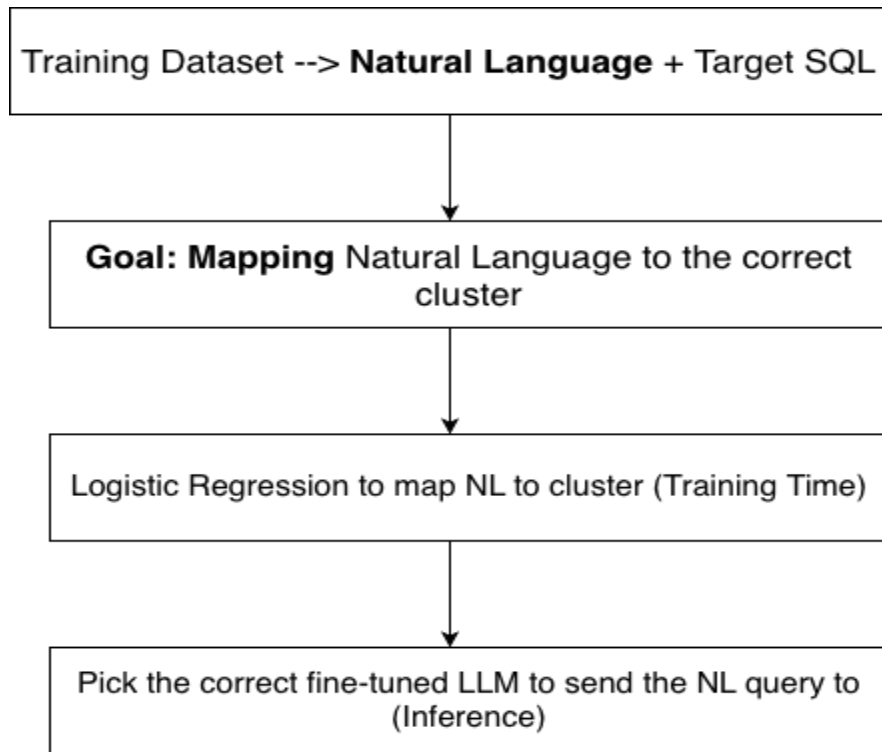 Training Dataset --> Natural Language + Target SQL
Goal: Mapping Natural Language to the correct
cluster
Logistic Regression to map NL to cluster (Training Time)
Pick the correct fine-tuned LLM to send the NL query to
(Inference)